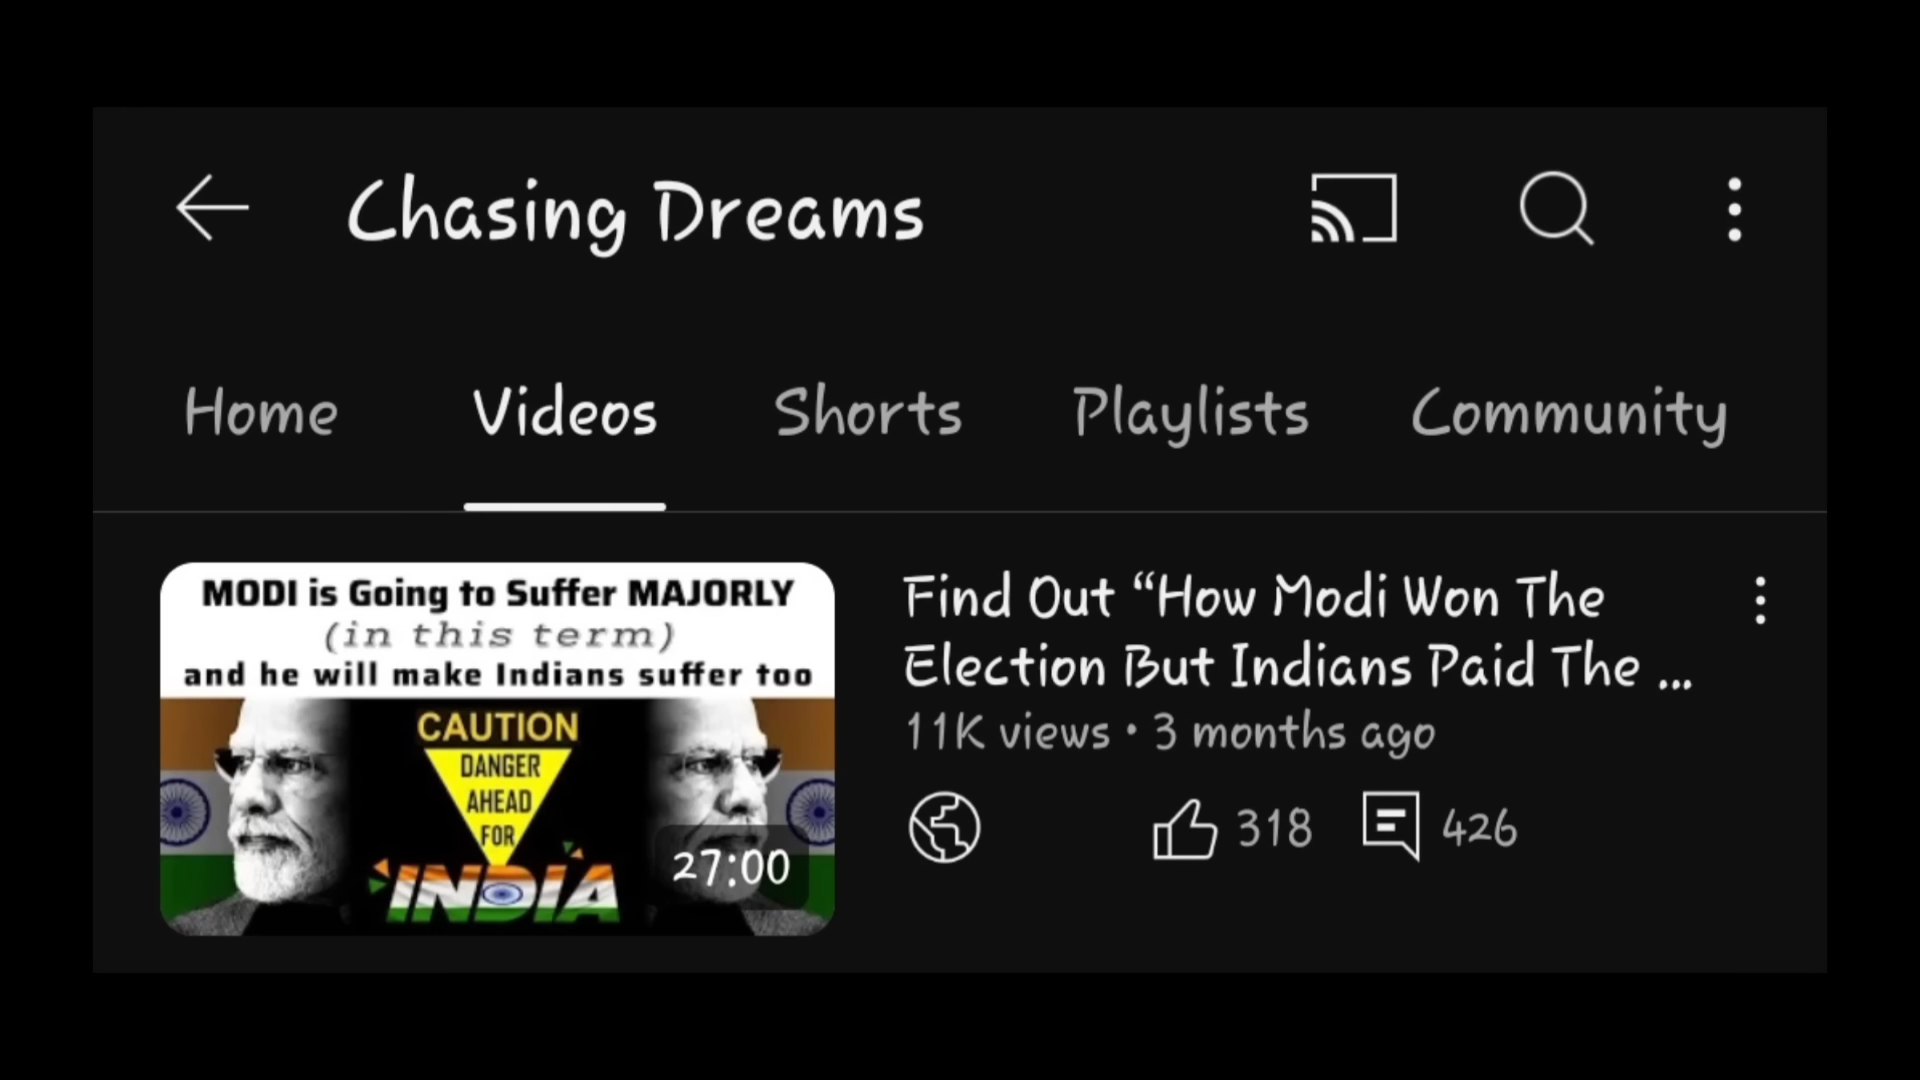 Chasing Dreams
Home Videos Shorts Playlists Community
MODI is Going to Suffer MAJORLY
(in this term)
and he will make Indians suffer too
CAUTION
DANGER
AHEAD
FOR
INDIA
27:00
Find Out “How Modi Won The
Election But Indians Paid The ...
11K views • 3 months ago
318 426